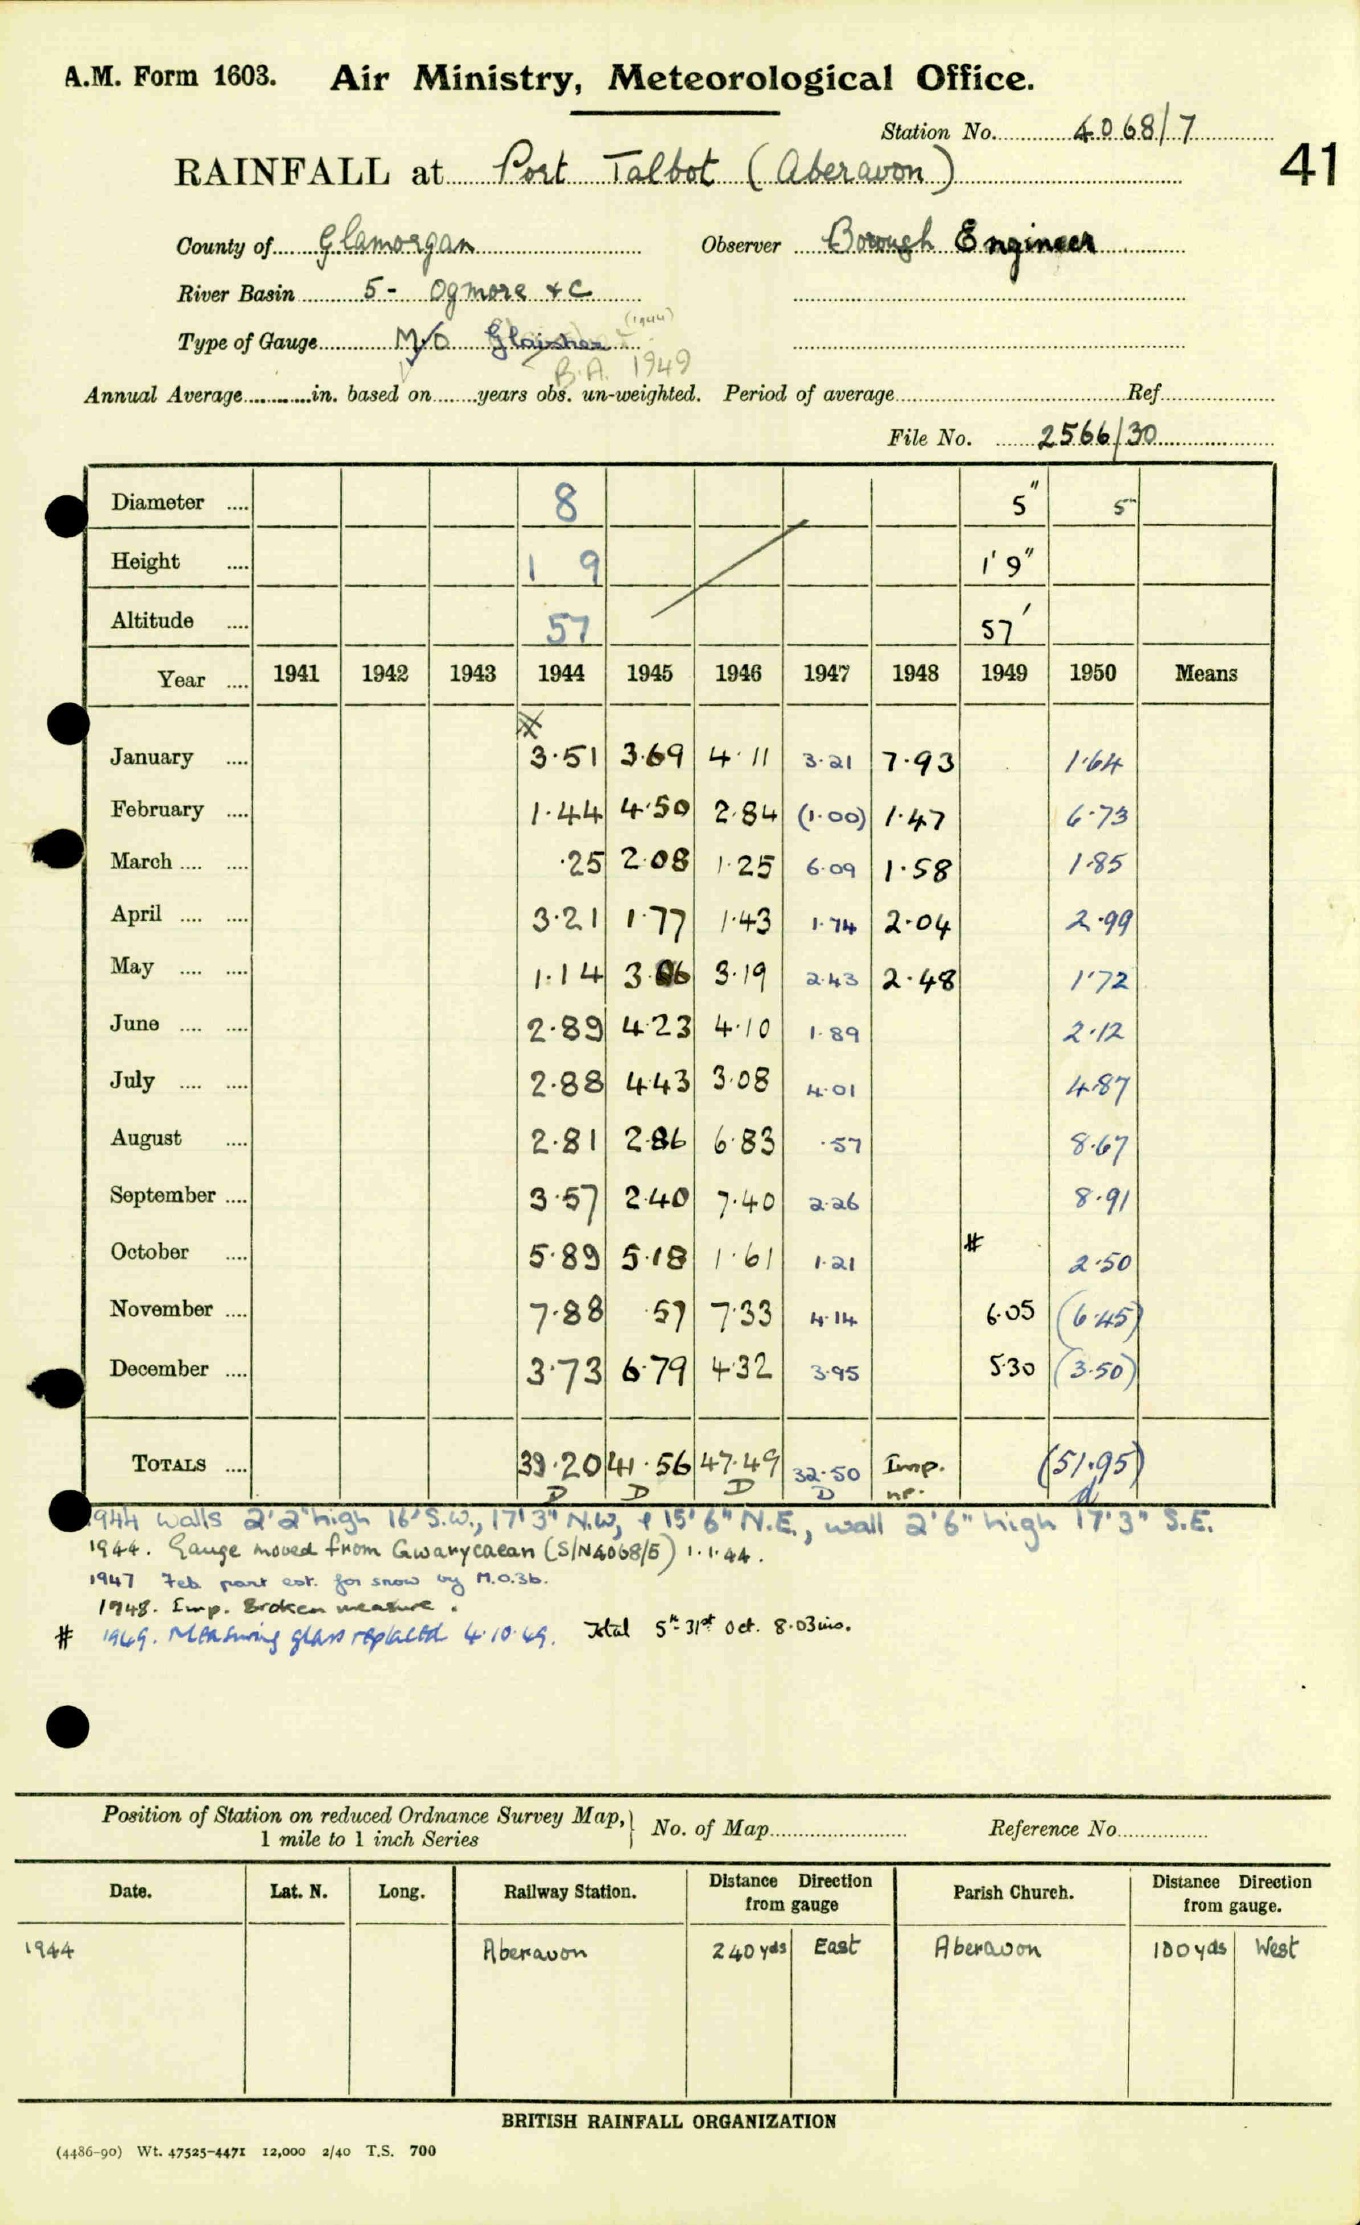 A.M. Form 1603. Air Ministry, Meteorological Office.
Station No. 4068/7
RAINFALL at Port Talbot (Aberavon)
41
County of Glamorgan Observer Borough Engineer
River Basin 5 - Ogmore &c
(1944)
Type of Gauge M/O Glaisher
B.A. 1949
Annual Average in. based on years obs. un-weighted. Period of average Ref.
File No. 2566/30
Diameter .... 8 5" 5"
Height .... 1 9 1' 9"
Altitude .... 57 57'
Year .... 1941 1942 1943 1944 1945 1946 1947 1948 1949 1950 Means
January .... 3.51 3.69 4.11 3.21 7.93 1.64
February .... 1.44 4.50 2.84 (1.00) 1.47 6.73
March .... .... .25 2.08 1.25 6.09 1.58 1.85
April .... .... 3.21 1.77 1.43 1.74 2.04 2.99
May .... .... 1.14 3.06 3.19 2.43 2.48 1.72
June .... .... 2.89 4.23 4.10 1.89 2.12
July .... .... 2.88 4.43 3.08 4.01 4.87
August .... 2.81 2.86 6.83 .57 8.67
September .... 3.57 2.40 7.40 2.26 8.91
October .... 5.89 5.18 1.61 1.21 # 2.50
November .... 7.88 .57 7.33 4.14 6.05 (6.45)
December .... 3.73 6.79 4.32 3.95 5.30 (3.50)
TOTALS .... 39.20 41.56 47.49 32.50 Imp. (51.95)
D D D D np. d
1944 walls 2'2" high 16' S.W., 17'3" N.W, & 15'6" N.E., wall 2'6" high 17'3" S.E.
1944. Gauge moved from Gwarycaean (S/N4068/5) 1.1.44.
1947 Feb part est. for snow by M.O.3b.
1948. Imp. Broken measure.
# 1949. Measuring glass replaced 4.10.49. Total 5th-31st Oct. 8.03 ins.
Position of Station on reduced Ordnance Survey Map, 1 mile to 1 inch Series No. of Map Reference No.
Date. Lat. N. Long. Railway Station. Distance Direction from gauge Parish Church. Distance Direction from gauge.
1944 Aberavon 240 yds East Aberavon 100 yds West
BRITISH RAINFALL ORGANIZATION
(4486-90) Wt. 47525-4471 12,000 2/40 T.S. 700